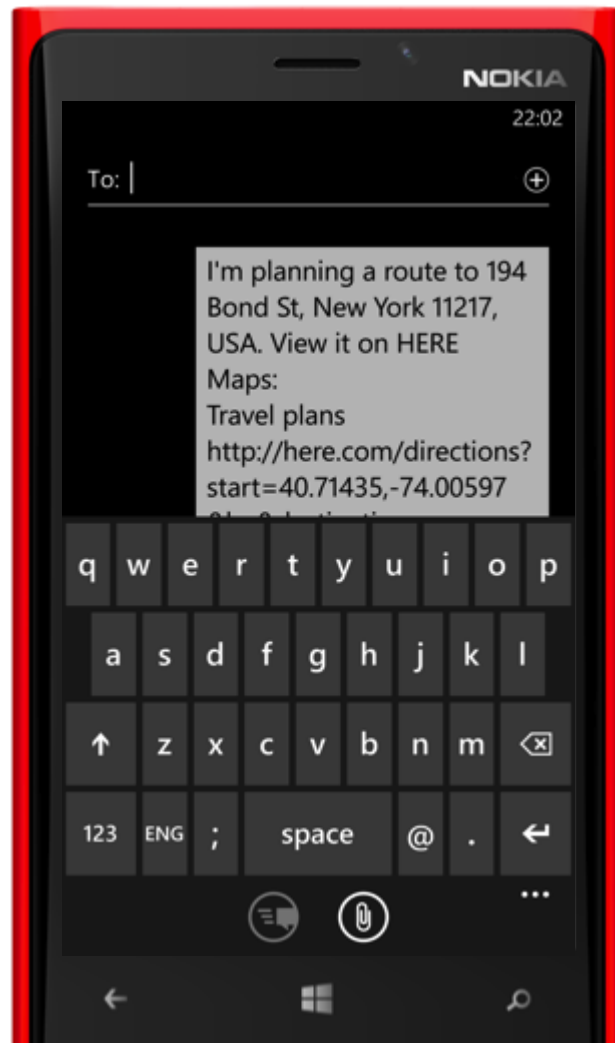 NOKIA
22:02
To:
I'm planning a route to 194
Bond St, New York 11217,
USA. View it on HERE
Maps:
Travel plans
http://here.com/directions?
start=40.71435,-74.00597
q w e r t y u i o p
a s d f g h j k l
z x c v b n m
123 ENG ; space @ .